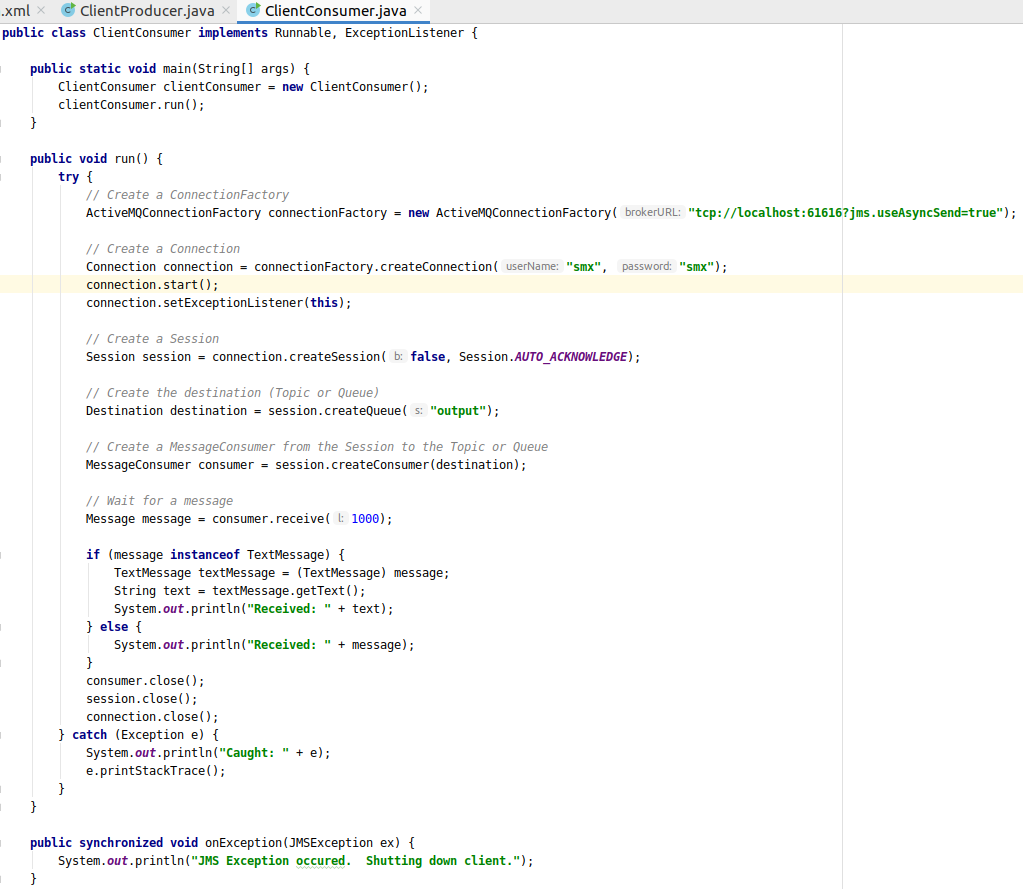 .xml ClientProducer.java ClientConsumer.java
public class ClientConsumer implements Runnable, ExceptionListener {
public static void main(String[] args) {
ClientConsumer clientConsumer = new ClientConsumer();
clientConsumer.run();
}
public void run() {
try {
// Create a ConnectionFactory
ActiveMQConnectionFactory connectionFactory = new ActiveMQConnectionFactory( brokerURL: "tcp://localhost:61616?jms.useAsyncSend=true");
// Create a Connection
Connection connection = connectionFactory.createConnection( userName: "smx", password: "smx");
connection.start();
connection.setExceptionListener(this);
// Create a Session
Session session = connection.createSession( b: false, Session.AUTO_ACKNOWLEDGE);
// Create the destination (Topic or Queue)
Destination destination = session.createQueue( s: "output");
// Create a MessageConsumer from the Session to the Topic or Queue
MessageConsumer consumer = session.createConsumer(destination);
// Wait for a message
Message message = consumer.receive( l: 1000);
if (message instanceof TextMessage) {
TextMessage textMessage = (TextMessage) message;
String text = textMessage.getText();
System.out.println("Received: " + text);
} else {
System.out.println("Received: " + message);
}
consumer.close();
session.close();
connection.close();
} catch (Exception e) {
System.out.println("Caught: " + e);
e.printStackTrace();
}
}
public synchronized void onException(JMSException ex) {
System.out.println("JMS Exception occured.  Shutting down client.");
}